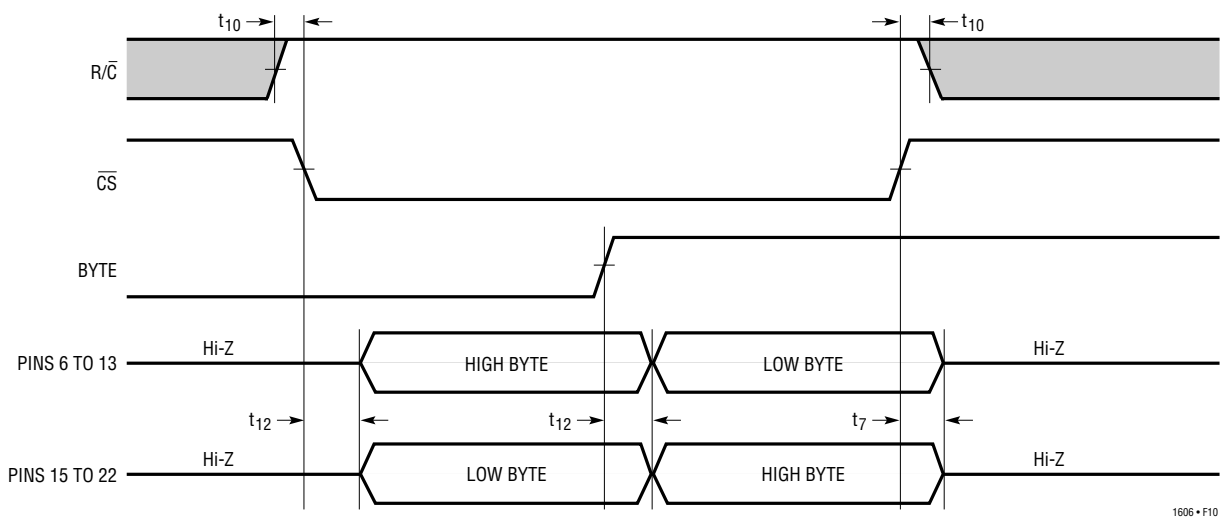 t10 t10
R/C̅
C̅S̅
BYTE
Hi-Z Hi-Z
PINS 6 TO 13 HIGH BYTE LOW BYTE
t12 t12 t7
Hi-Z Hi-Z
PINS 15 TO 22 LOW BYTE HIGH BYTE
1606 • F10